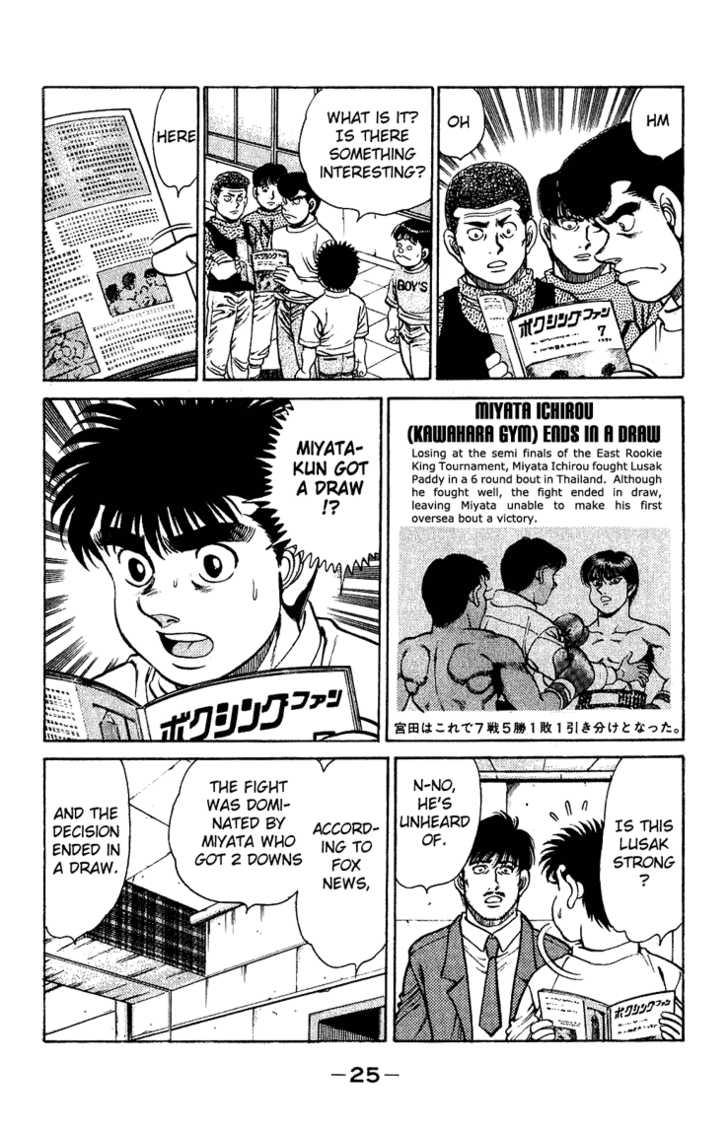 HM
OH
ボクシングファン
7
WHAT IS IT?
IS THERE
SOMETHING
INTERESTING?
BOY'S
HERE
MIYATA ICHIROU
(KAWAHARA GYM) ENDS IN A DRAW
Losing at the semi finals of the East Rookie
King Tournament, Miyata Ichirou fought Lusak
Paddy in a 6 round bout in Thailand. Although
he fought well, the fight ended in draw,
leaving Miyata unable to make his first
oversea bout a victory.
宮田はこれで7戦5勝1敗1引き分けとなった。
MIYATA-
KUN GOT
A DRAW
!?
ボクシングファン
IS THIS
LUSAK
STRONG
?
N-NO,
HE'S
UNHEARD
OF.
ボクシングファン
ACCORD-
ING TO
FOX
NEWS,
THE FIGHT
WAS DOMI-
NATED BY
MIYATA WHO
GOT 2 DOWNS
AND THE
DECISION
ENDED IN
A DRAW.
-25-